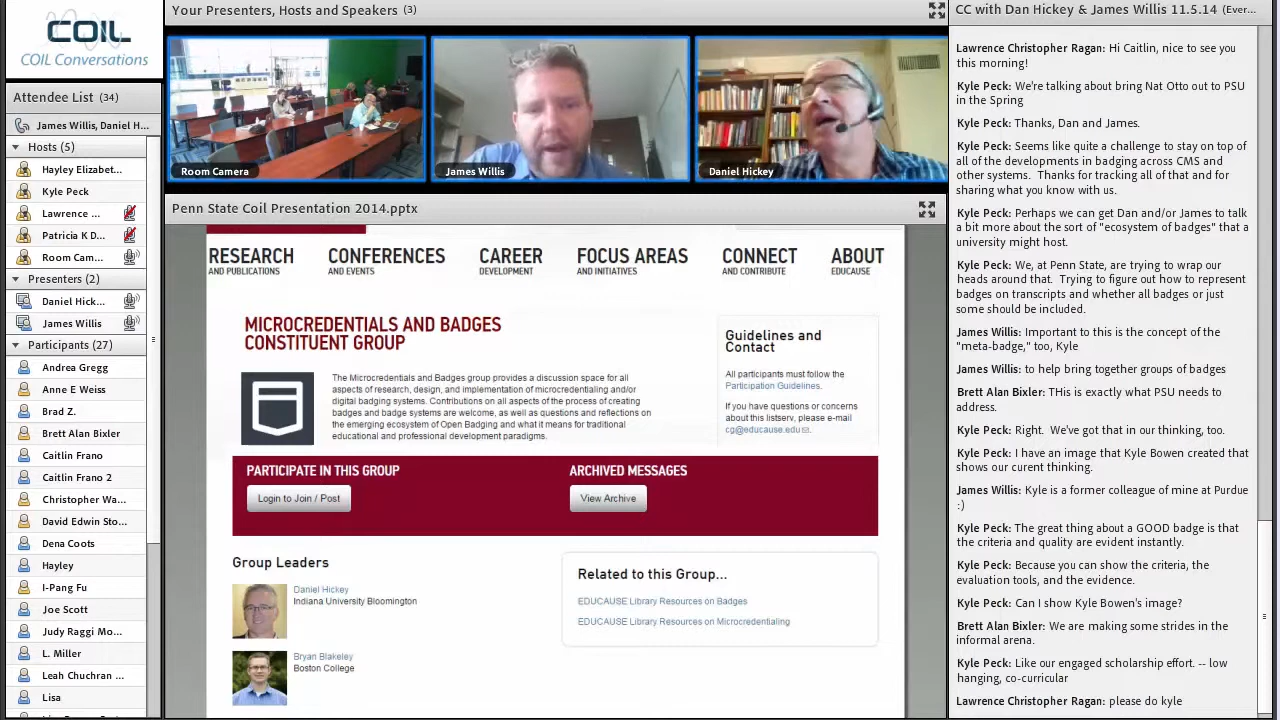 COIL
COIL Conversations
Attendee List (34)
James Willis, Daniel H...
Hosts (5)
Hayley Elizabet...
Kyle Peck
Lawrence ...
Patricia K D...
Room Cam...
Presenters (2)
Daniel Hick...
James Willis
Participants (27)
Andrea Gregg
Anne E Weiss
Brad Z.
Brett Alan Bixler
Caitlin Frano
Caitlin Frano 2
Christopher Wa...
David Edwin Sto...
Dena Coots
Hayley
I-Pang Fu
Joe Scott
Judy Raggi Mo...
L. Miller
Leah Chuchran ...
Lisa
Your Presenters, Hosts and Speakers (3)
Room Camera
James Willis
Daniel Hickey
Penn State Coil Presentation 2014.pptx
RESEARCH CONFERENCES CAREER FOCUS AREAS CONNECT ABOUT
AND PUBLICATIONS AND EVENTS DEVELOPMENT AND INITIATIVES AND CONTRIBUTE EDUCAUSE
MICROCREDENTIALS AND BADGES
CONSTITUENT GROUP
The Microcredentials and Badges group provides a discussion space for all
aspects of research, design, and implementation of microcredentialing and/or
digital badging systems. Contributions on all aspects of the process of creating
badges and badge systems are welcome, as well as questions and reflections on
the emerging ecosystem of Open Badging and what it means for traditional
educational and professional development paradigms.
Guidelines and
Contact
All participants must follow the
Participation Guidelines.
If you have questions or concerns
about this listserv, please e-mail
cg@educause.edu.
PARTICIPATE IN THIS GROUP
Login to Join / Post
ARCHIVED MESSAGES
View Archive
Group Leaders
Daniel Hickey
Indiana University Bloomington
Bryan Blakeley
Boston College
Related to this Group...
EDUCAUSE Library Resources on Badges
EDUCAUSE Library Resources on Microcredentialing
CC with Dan Hickey & James Willis 11.5.14 (Ever...
Lawrence Christopher Ragan: Hi Caitlin, nice to see you
this morning!
Kyle Peck: We're talking about bring Nat Otto out to PSU
in the Spring
Kyle Peck: Thanks, Dan and James.
Kyle Peck: Seems like quite a challenge to stay on top of
all of the developments in badging across IU and
other systems. Thanks for tracking all of that and for
sharing what you know with us.
Kyle Peck: Perhaps we can get Dan and/or James to talk
a bit more about the sort of "ecosystem of badges" that a
university might host.
Kyle Peck: We, at Penn State, are trying to wrap our
heads around that. Trying to figure out how to represent
badges on transcripts and whether all badges or just
some should be included.
James Willis: Important to this is the concept of the
"meta-badge," too, Kyle
James Willis: to help bring together groups of badges
Brett Alan Bixler: THis is exactly what PSU needs to
address.
Kyle Peck: Right. We've got that in our thinking, too.
Kyle Peck: I have an image that Kyle Bowen created that
shows our current thinking.
James Willis: Kyle is a former colleague of mine at Purdue
:)
Kyle Peck: The great thing about a GOOD badge is that
the criteria and quality are evident instantly.
Kyle Peck: Because you can show the criteria, the
evaluation tools, and the evidence.
Kyle Peck: Can I show Kyle Bowen's image?
Brett Alan Bixler: We are making some strides in the
informal arena.
Kyle Peck: Like our engaged scholarship effort. -- low
hanging, co-curricular
Lawrence Christopher Ragan: please do kyle